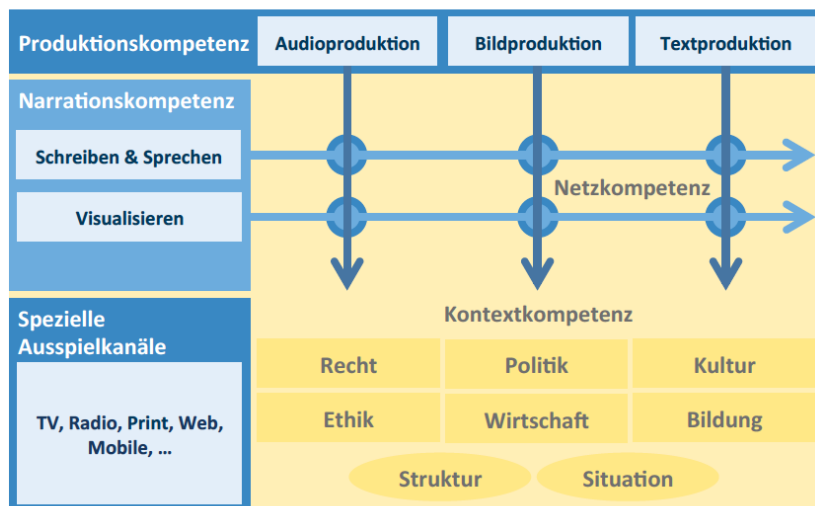 Produktionskompetenz
Audioproduktion
Bildproduktion
Textproduktion
Narrationskompetenz
Schreiben & Sprechen
Netzkompetenz
Visualisieren
Spezielle
Ausspielkanäle
TV, Radio, Print, Web,
Mobile, ...
Kontextkompetenz
Recht
Politik
Kultur
Ethik
Wirtschaft
Bildung
Struktur
Situation